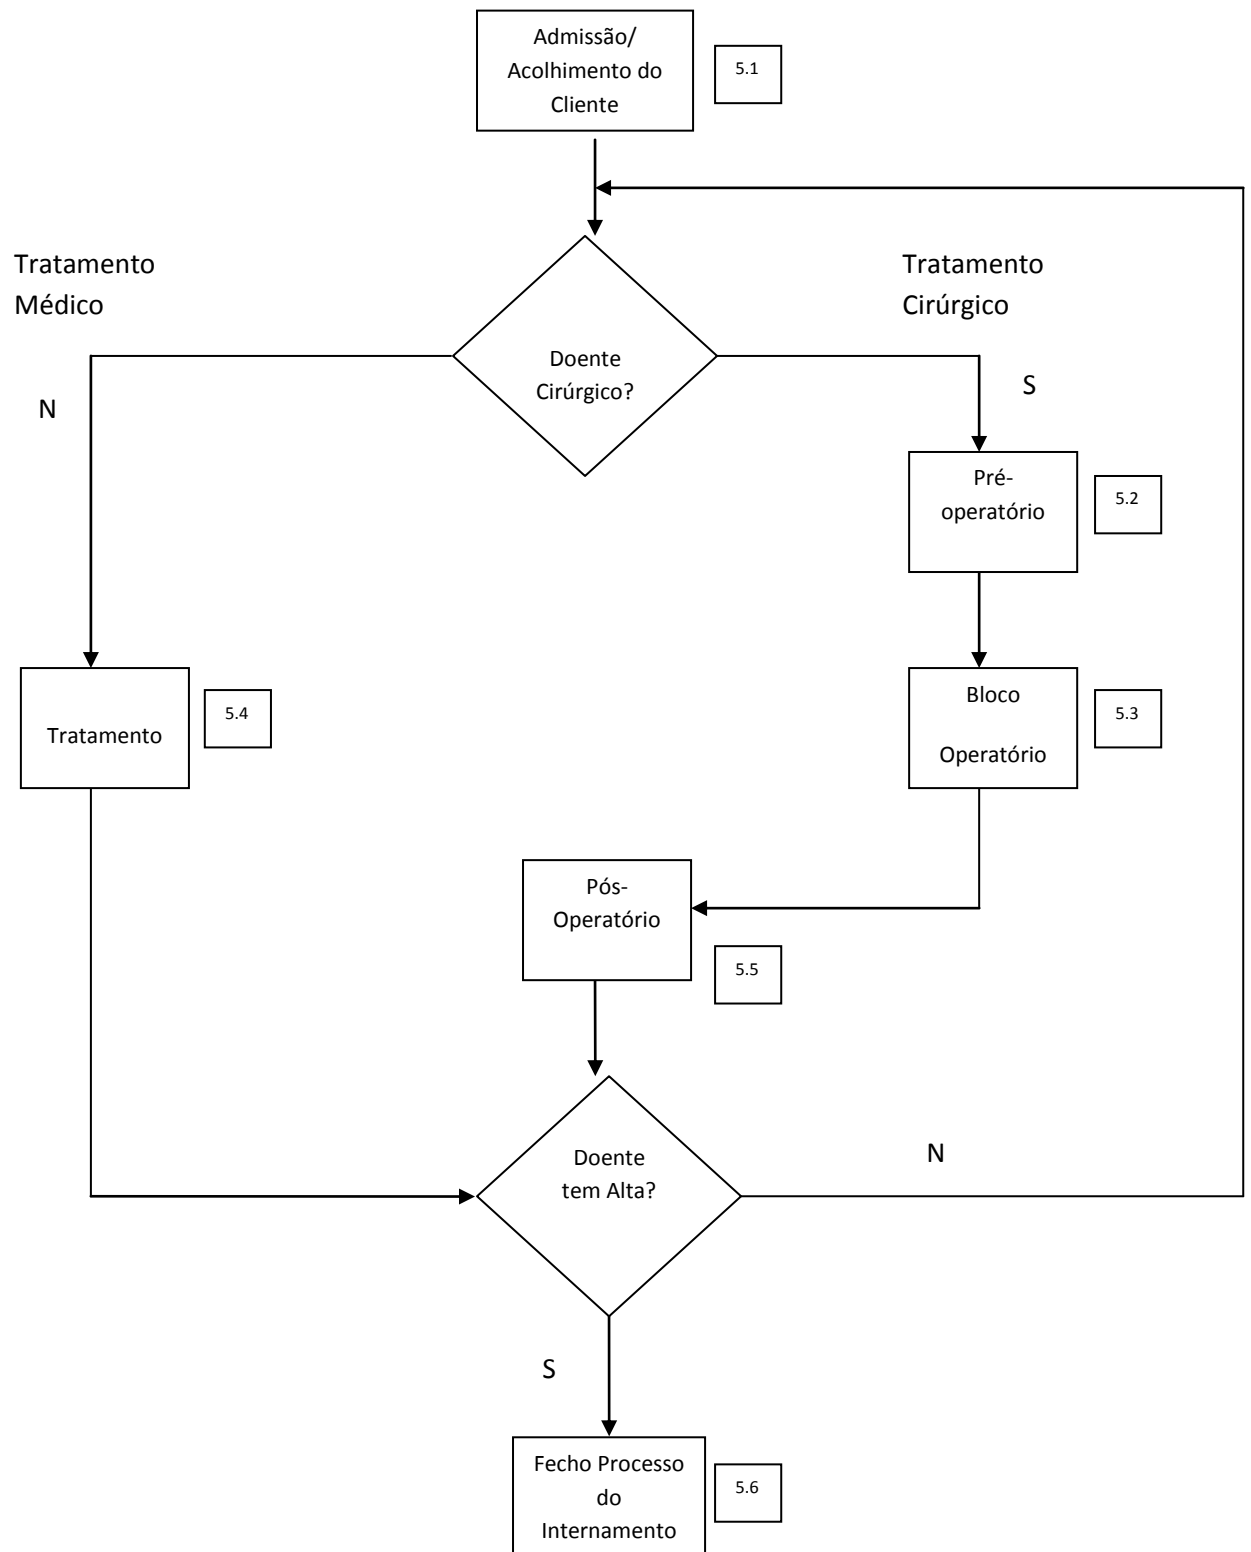 Admissão/
Acolhimento do
Cliente
5.1
Tratamento
Médico
Tratamento
Cirúrgico
Doente
Cirúrgico?
N
S
Pré-
operatório
5.2
Tratamento
5.4
Bloco
Operatório
5.3
Pós-
Operatório
5.5
Doente
tem Alta?
N
S
Fecho Processo
do
Internamento
5.6